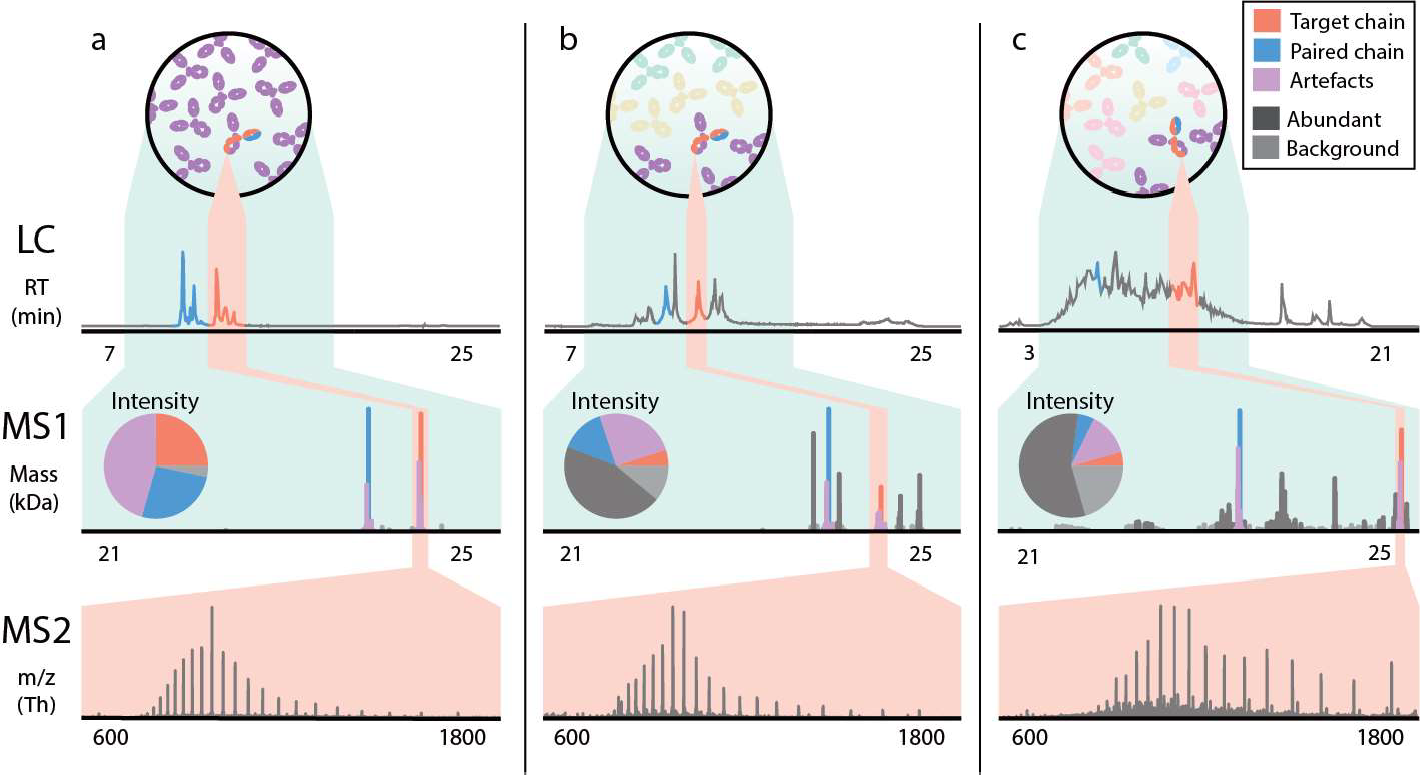 a
b
c
Target chain
Paired chain
Artefacts
Abundant
Background
LC
RT
(min)
7
25
7
25
3
21
MS1
Mass
(kDa)
Intensity
Intensity
Intensity
21
25
21
25
21
25
MS2
m/z
(Th)
600
1800
600
1800
600
1800